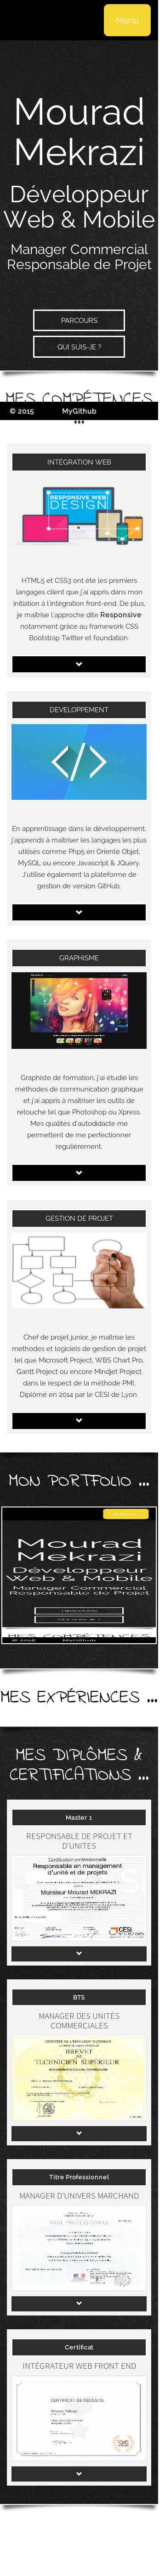 Menu
Mourad
Mekrazi
Développeur
Web & Mobile
Manager Commercial
Responsable de Projet
PARCOURS
QUI SUIS-JE ?
MES COMPÉTENCES
...
© 2015 MyGithub
INTÉGRATION WEB
RESPONSIVE
WEB
DESIGN
HTML5 et CSS3 ont été les premiers
langages client que j'ai appris dans mon
initiation à l'intégration front-end. De plus,
je maîtrise l'approche dite Responsive
notamment grâce au framework CSS
Bootstrap Twitter et foundation.
DEVELOPPEMENT
En apprentissage dans le développement,
j'apprends à maîtriser les langages les plus
utilisés comme Php5 en Orienté Objet,
MySQL ou encore Javascript & JQuery.
J'utilise également la plateforme de
gestion de version GitHub.
GRAPHISME
Graphiste de formation, j'ai étudié les
méthodes de communication graphique
et j'ai appris à maîtriser les outils de
retouche tel que Photoshop ou Xpress.
Mes qualités d'autodidacte me
permettent de me perfectionner
régulièrement.
GESTION DE PROJET
Chef de projet junior, je maîtrise les
méthodes et logiciels de gestion de projet
tel que Microsoft Project, WBS Chart Pro,
Gantt Project ou encore Mindjet Project
dans le respect de la méthode PMI.
Diplômé en 2014 par le CESI de Lyon.
MON PORTFOLIO ...
Mourad
Mekrazi
Développeur
Web & Mobile
Manager Commercial
Responsable de Projet
MES COMPÉTENCES
MyGithub
MES EXPÉRIENCES ...
MES DIPLÔMES &
CERTIFICATIONS ...
Master 1
RESPONSABLE DE PROJET ET
D'UNITES
Certification professionnelle
Responsable en management
d'unité et de projets
Monsieur Mourad MEKRAZI
CESI
BTS
MANAGER DES UNITÉS
COMMERCIALES
BREVET
TECHNICIEN SUPÉRIEUR
Titre Professionnel
MANAGER D'UNIVERS MARCHAND
TITRE PROFESSIONNEL
Certificat
INTÉGRATEUR WEB FRONT END
CERTIFICAT DE RÉUSSITE